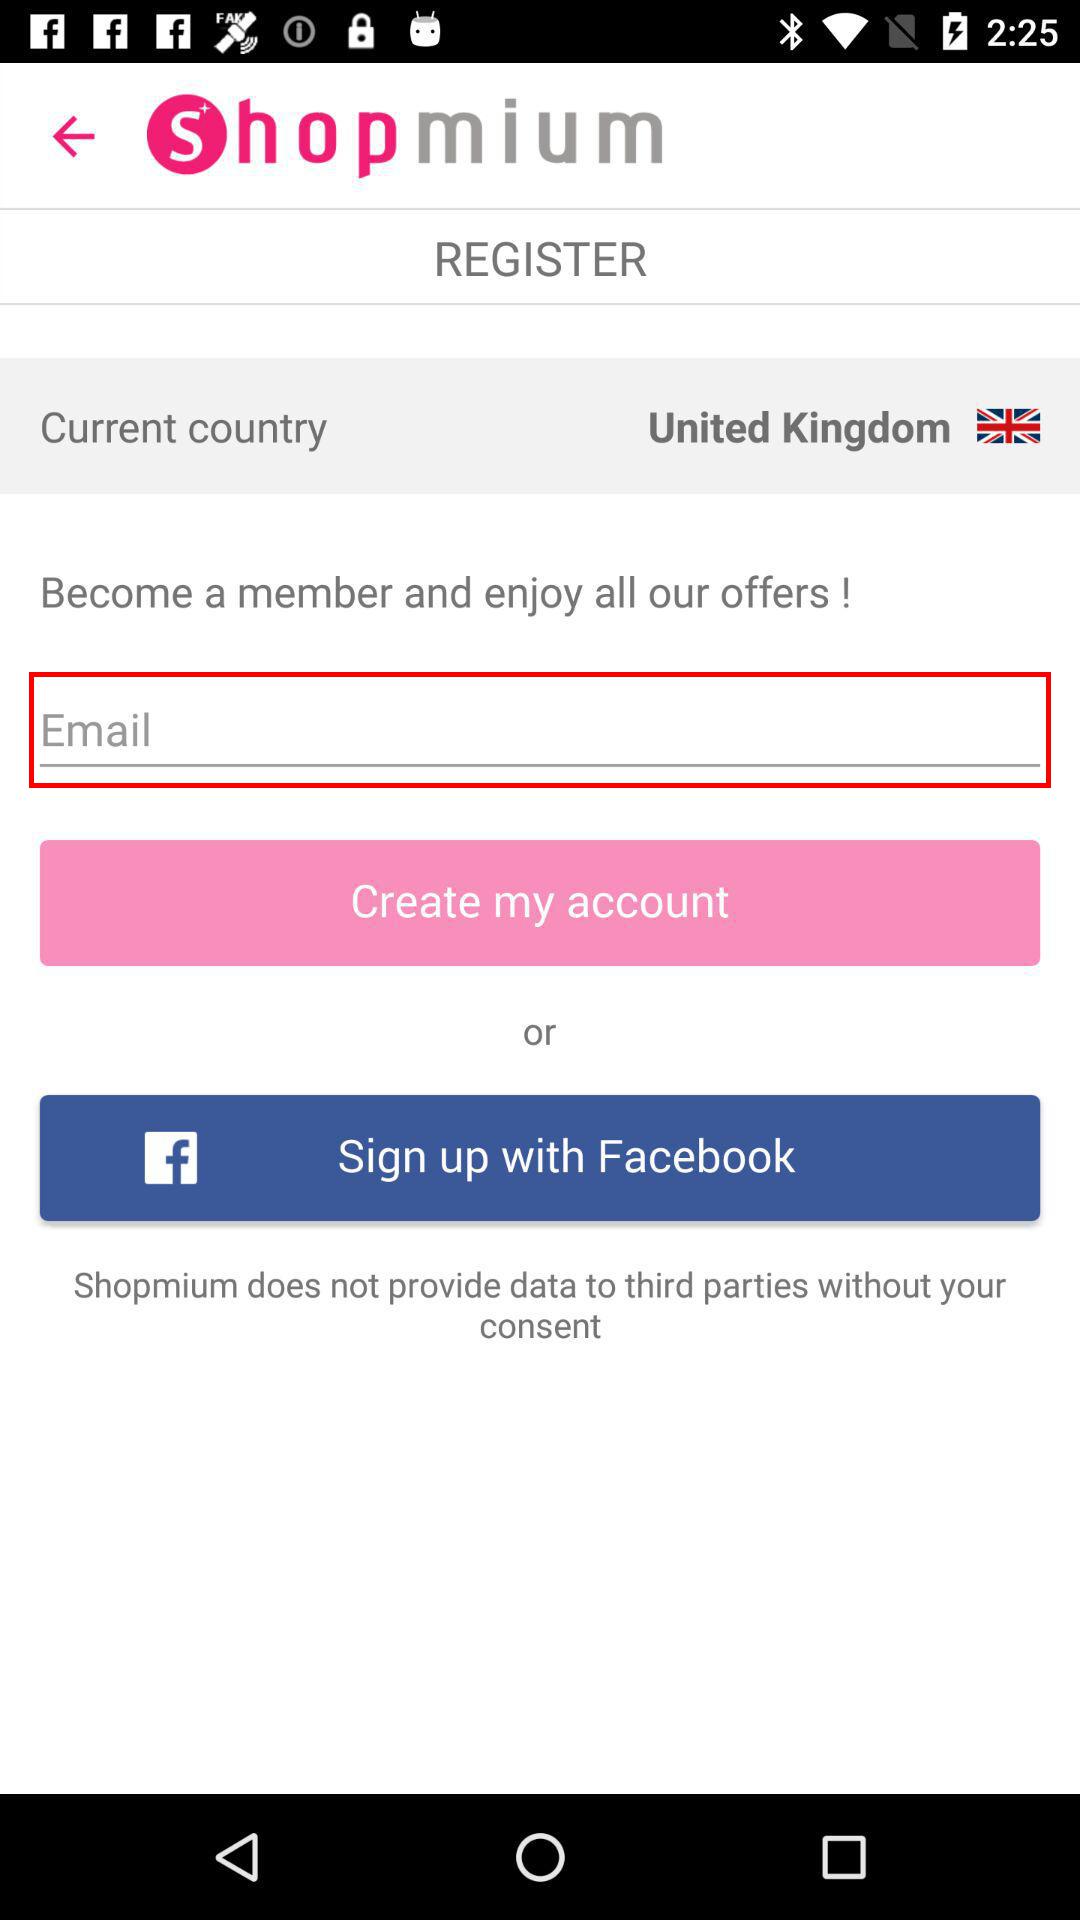 FAKE
2:25
Shopmium
REGISTER
Current country United Kingdom
Become a member and enjoy all our offers !
Email
Create my account
or
Sign up with Facebook
Shopmium does not provide data to third parties without your
consent